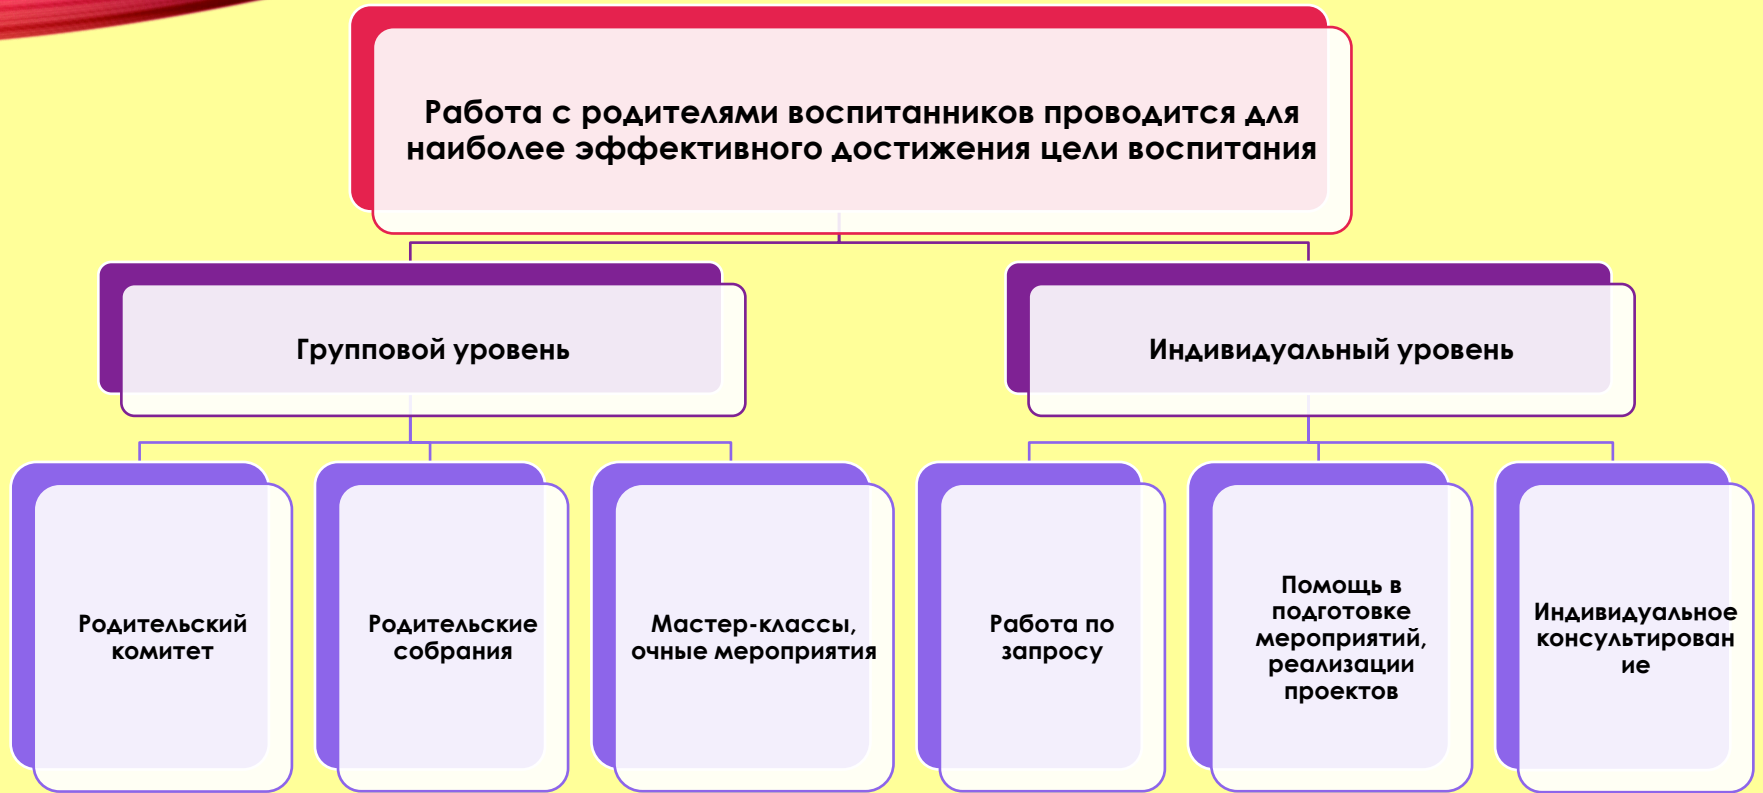 Работа с родителями воспитанников проводится для
наиболее эффективного достижения цели воспитания
Групповой уровень
Индивидуальный уровень
Родительский
комитет
Родительские
собрания
Мастер-классы,
очные мероприятия
Работа по
запросу
Помощь в
подготовке
мероприятий,
реализации
проектов
Индивидуальное
консультирован
ие